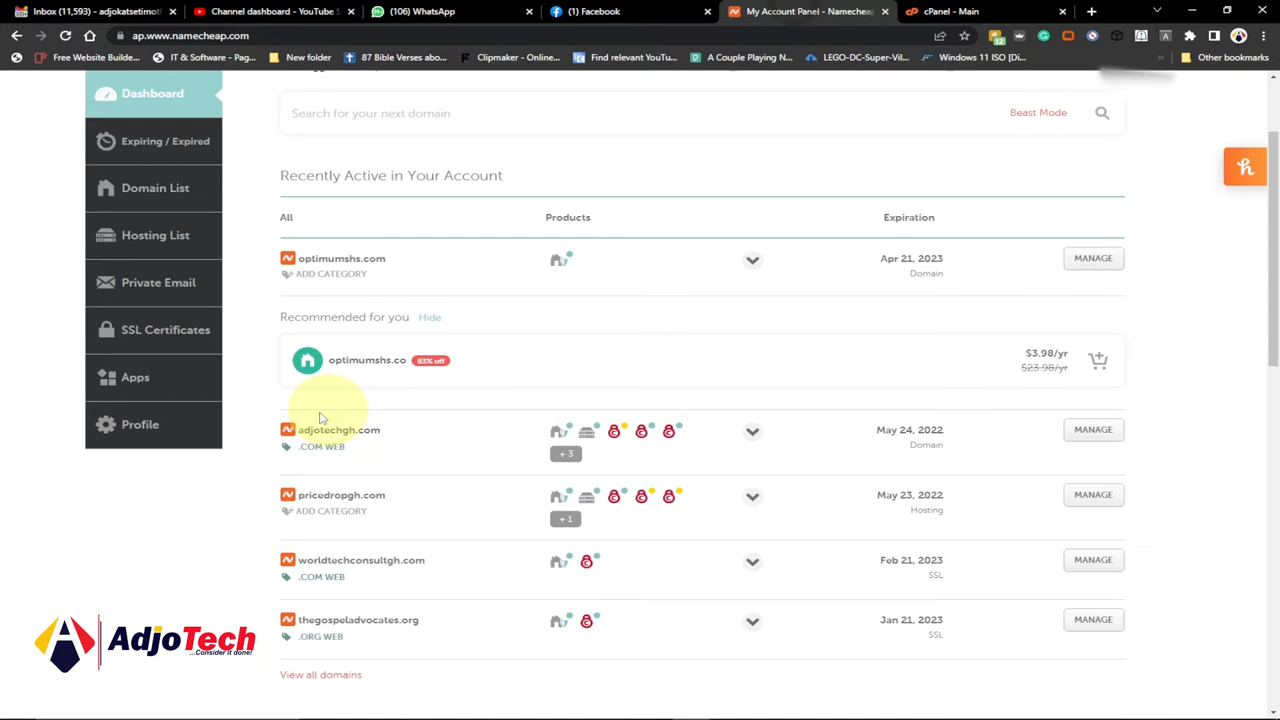 Inbox (11,593) - adjokatseimoth
Channel dashboard - YouTube S
(106) WhatsApp
(1) Facebook
My Account Panel - Namecheap
cPanel - Main
ap.www.namecheap.com
Free Website Builde...
IT & Software - Pag...
New folder
87 Bible Verses abo...
Clipmaker - Online...
Find relevant YouTu...
A Couple Playing N...
LEGO-DC-Super-Vil...
Windows 11 ISO [Di...
Other bookmarks
Dashboard
Expiring / Expired
Domain List
Hosting List
Private Email
SSL Certificates
Apps
Profile
Search for your next domain
Beast Mode
Recently Active in Your Account
All Products Expiration
optimumshs.com Apr 21, 2023 MANAGE
ADD CATEGORY Domain
Recommended for you Hide
optimumshs.co 83% off $3.98/yr
$23.98/yr
adjotechgh.com May 24, 2022 MANAGE
.COM WEB + 3 Domain
pricedropgh.com May 23, 2022 MANAGE
ADD CATEGORY + 1 Hosting
worldtechconsultgh.com Feb 21, 2023 MANAGE
.COM WEB SSL
thegospeladvocates.org Jan 21, 2023 MANAGE
.ORG WEB SSL
View all domains
AdjoTech
...Consider it done!